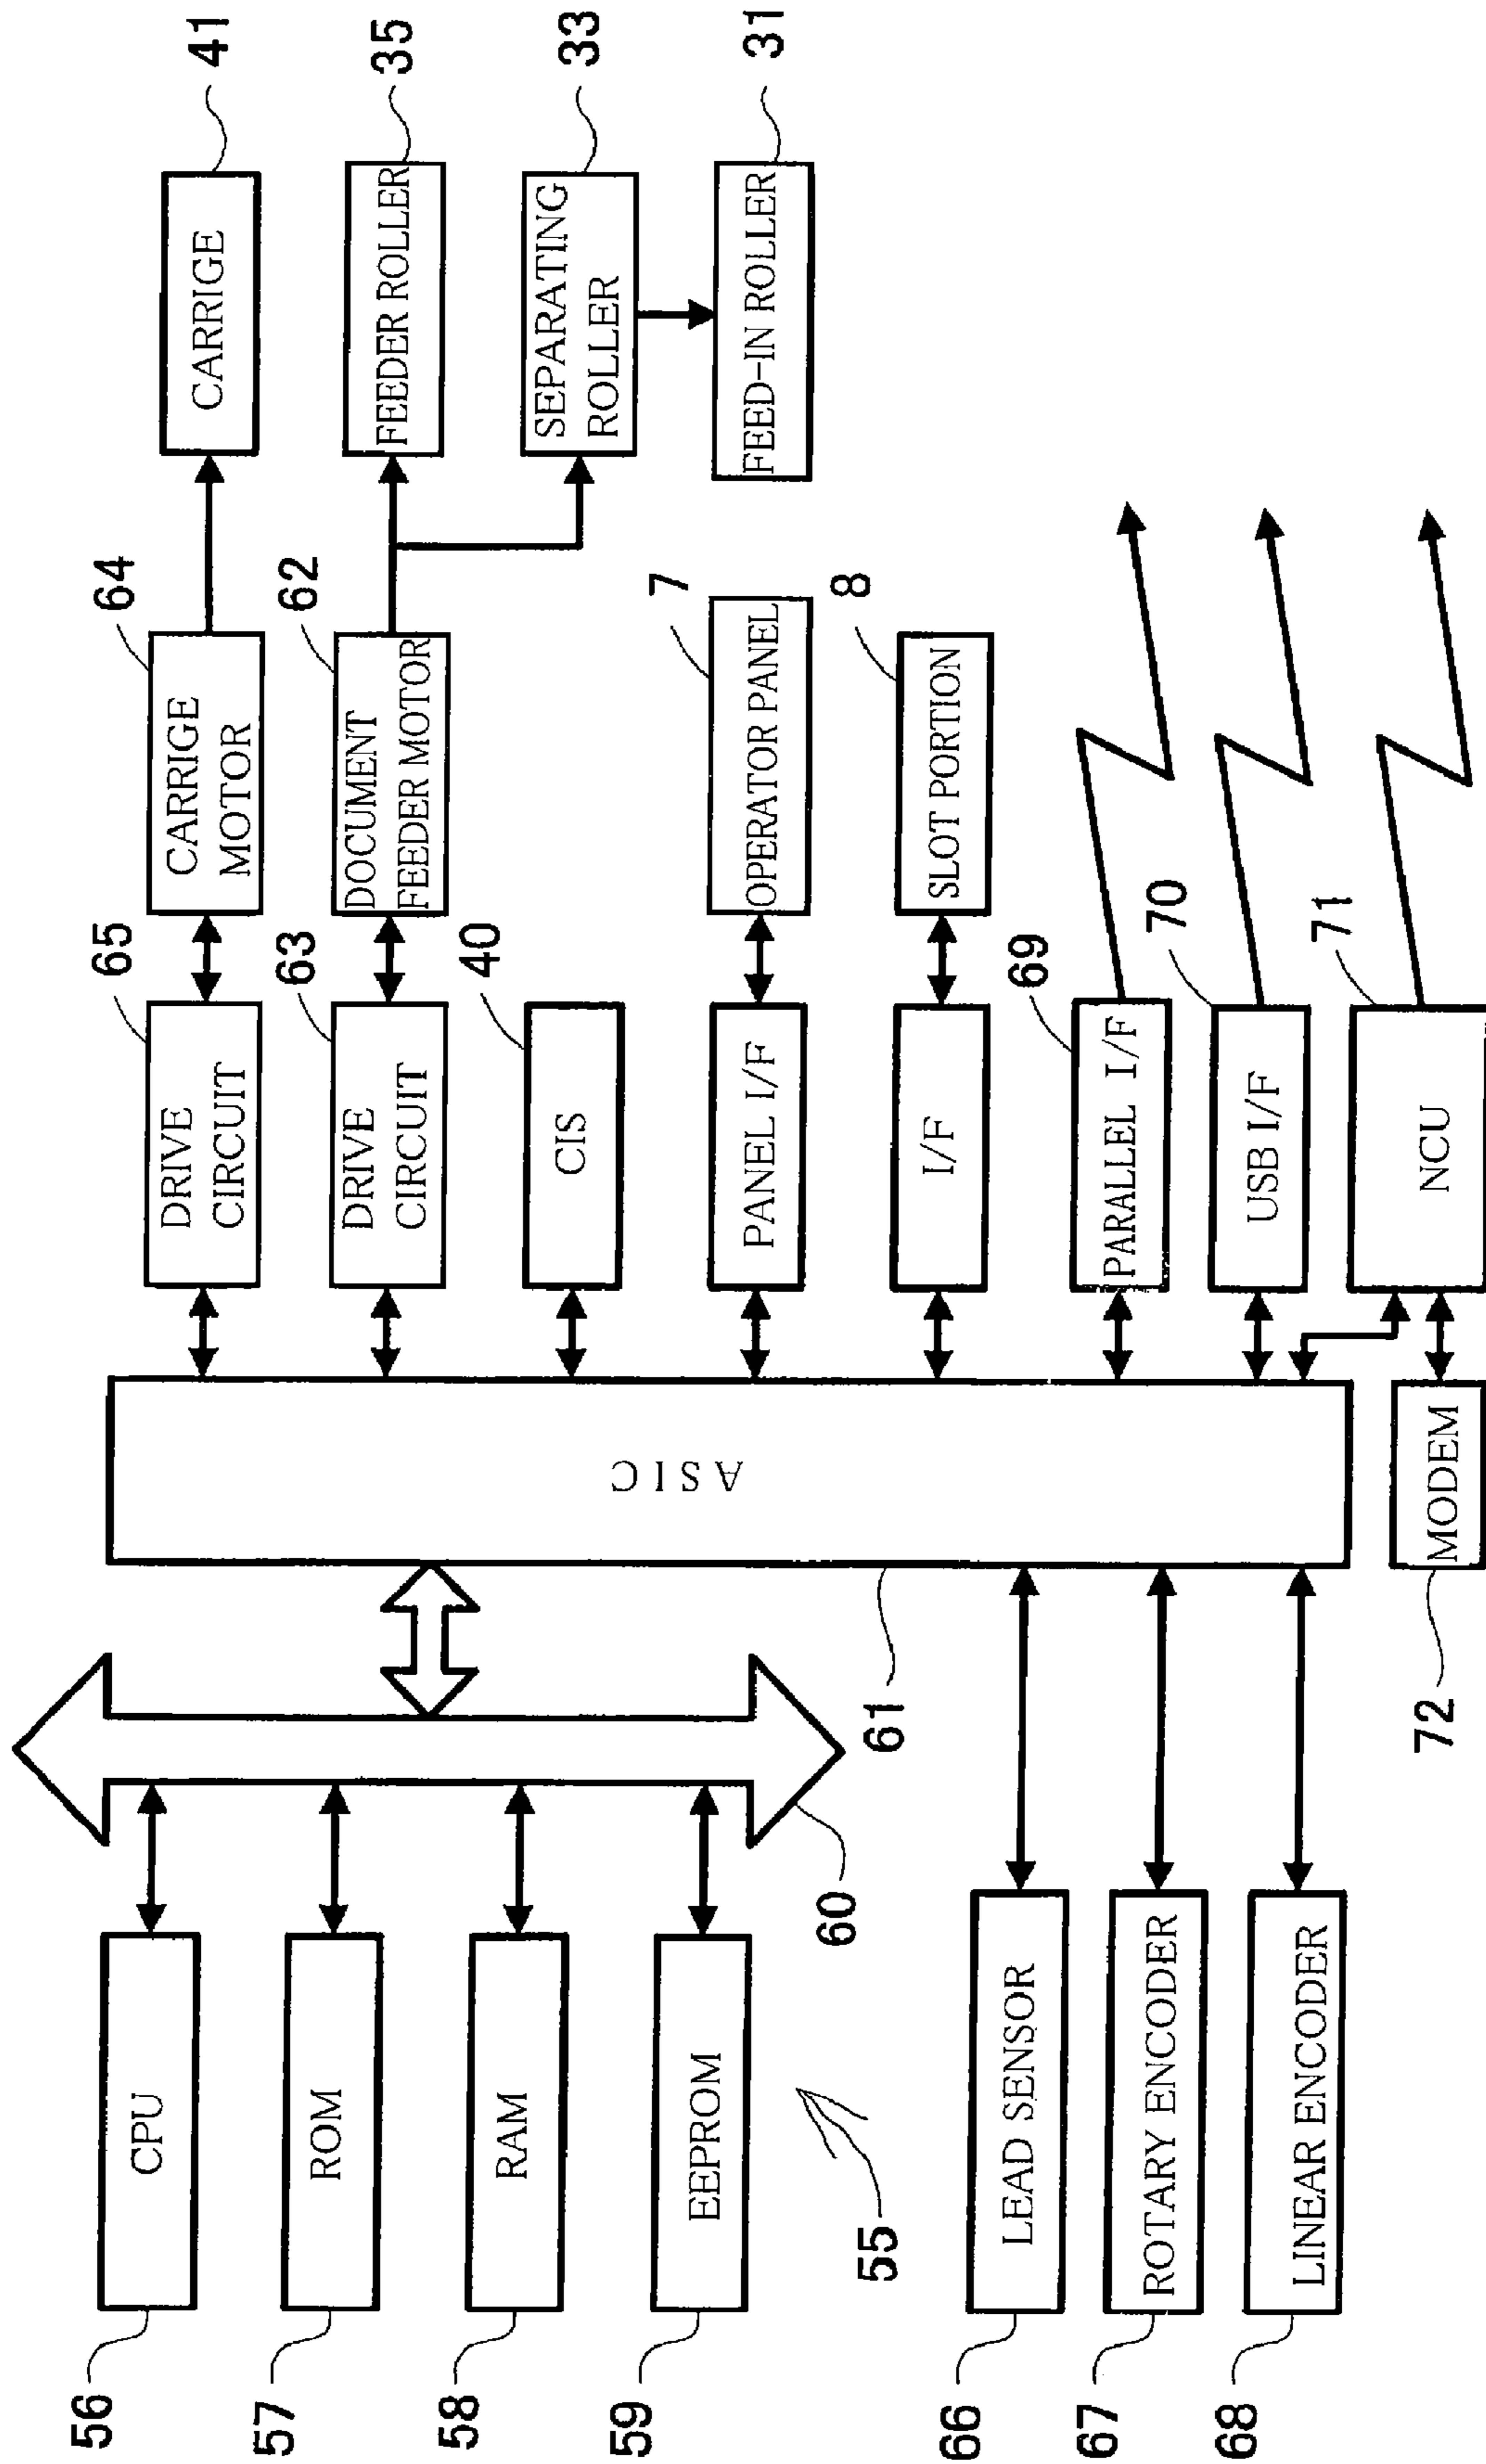 56
CPU
57
ROM
58
RAM
59
EEPROM
60
55
66
LEAD SENSOR
67
ROTARY ENCODER
68
LINEAR ENCODER
61
ASIC
72
MODEM
65
DRIVE
CIRCUIT
63
DRIVE
CIRCUIT
40
CIS
PANEL I/F
I/F
69
PARALLEL I/F
70
USB I/F
71
NCU
64
CARRIGE
MOTOR
62
DOCUMENT
FEEDER MOTOR
7
OPERATOR PANEL
8
SLOT PORTION
CARRIGE
41
FEEDER ROLLER
35
SEPARATING
ROLLER
33
FEED-IN ROLLER
31